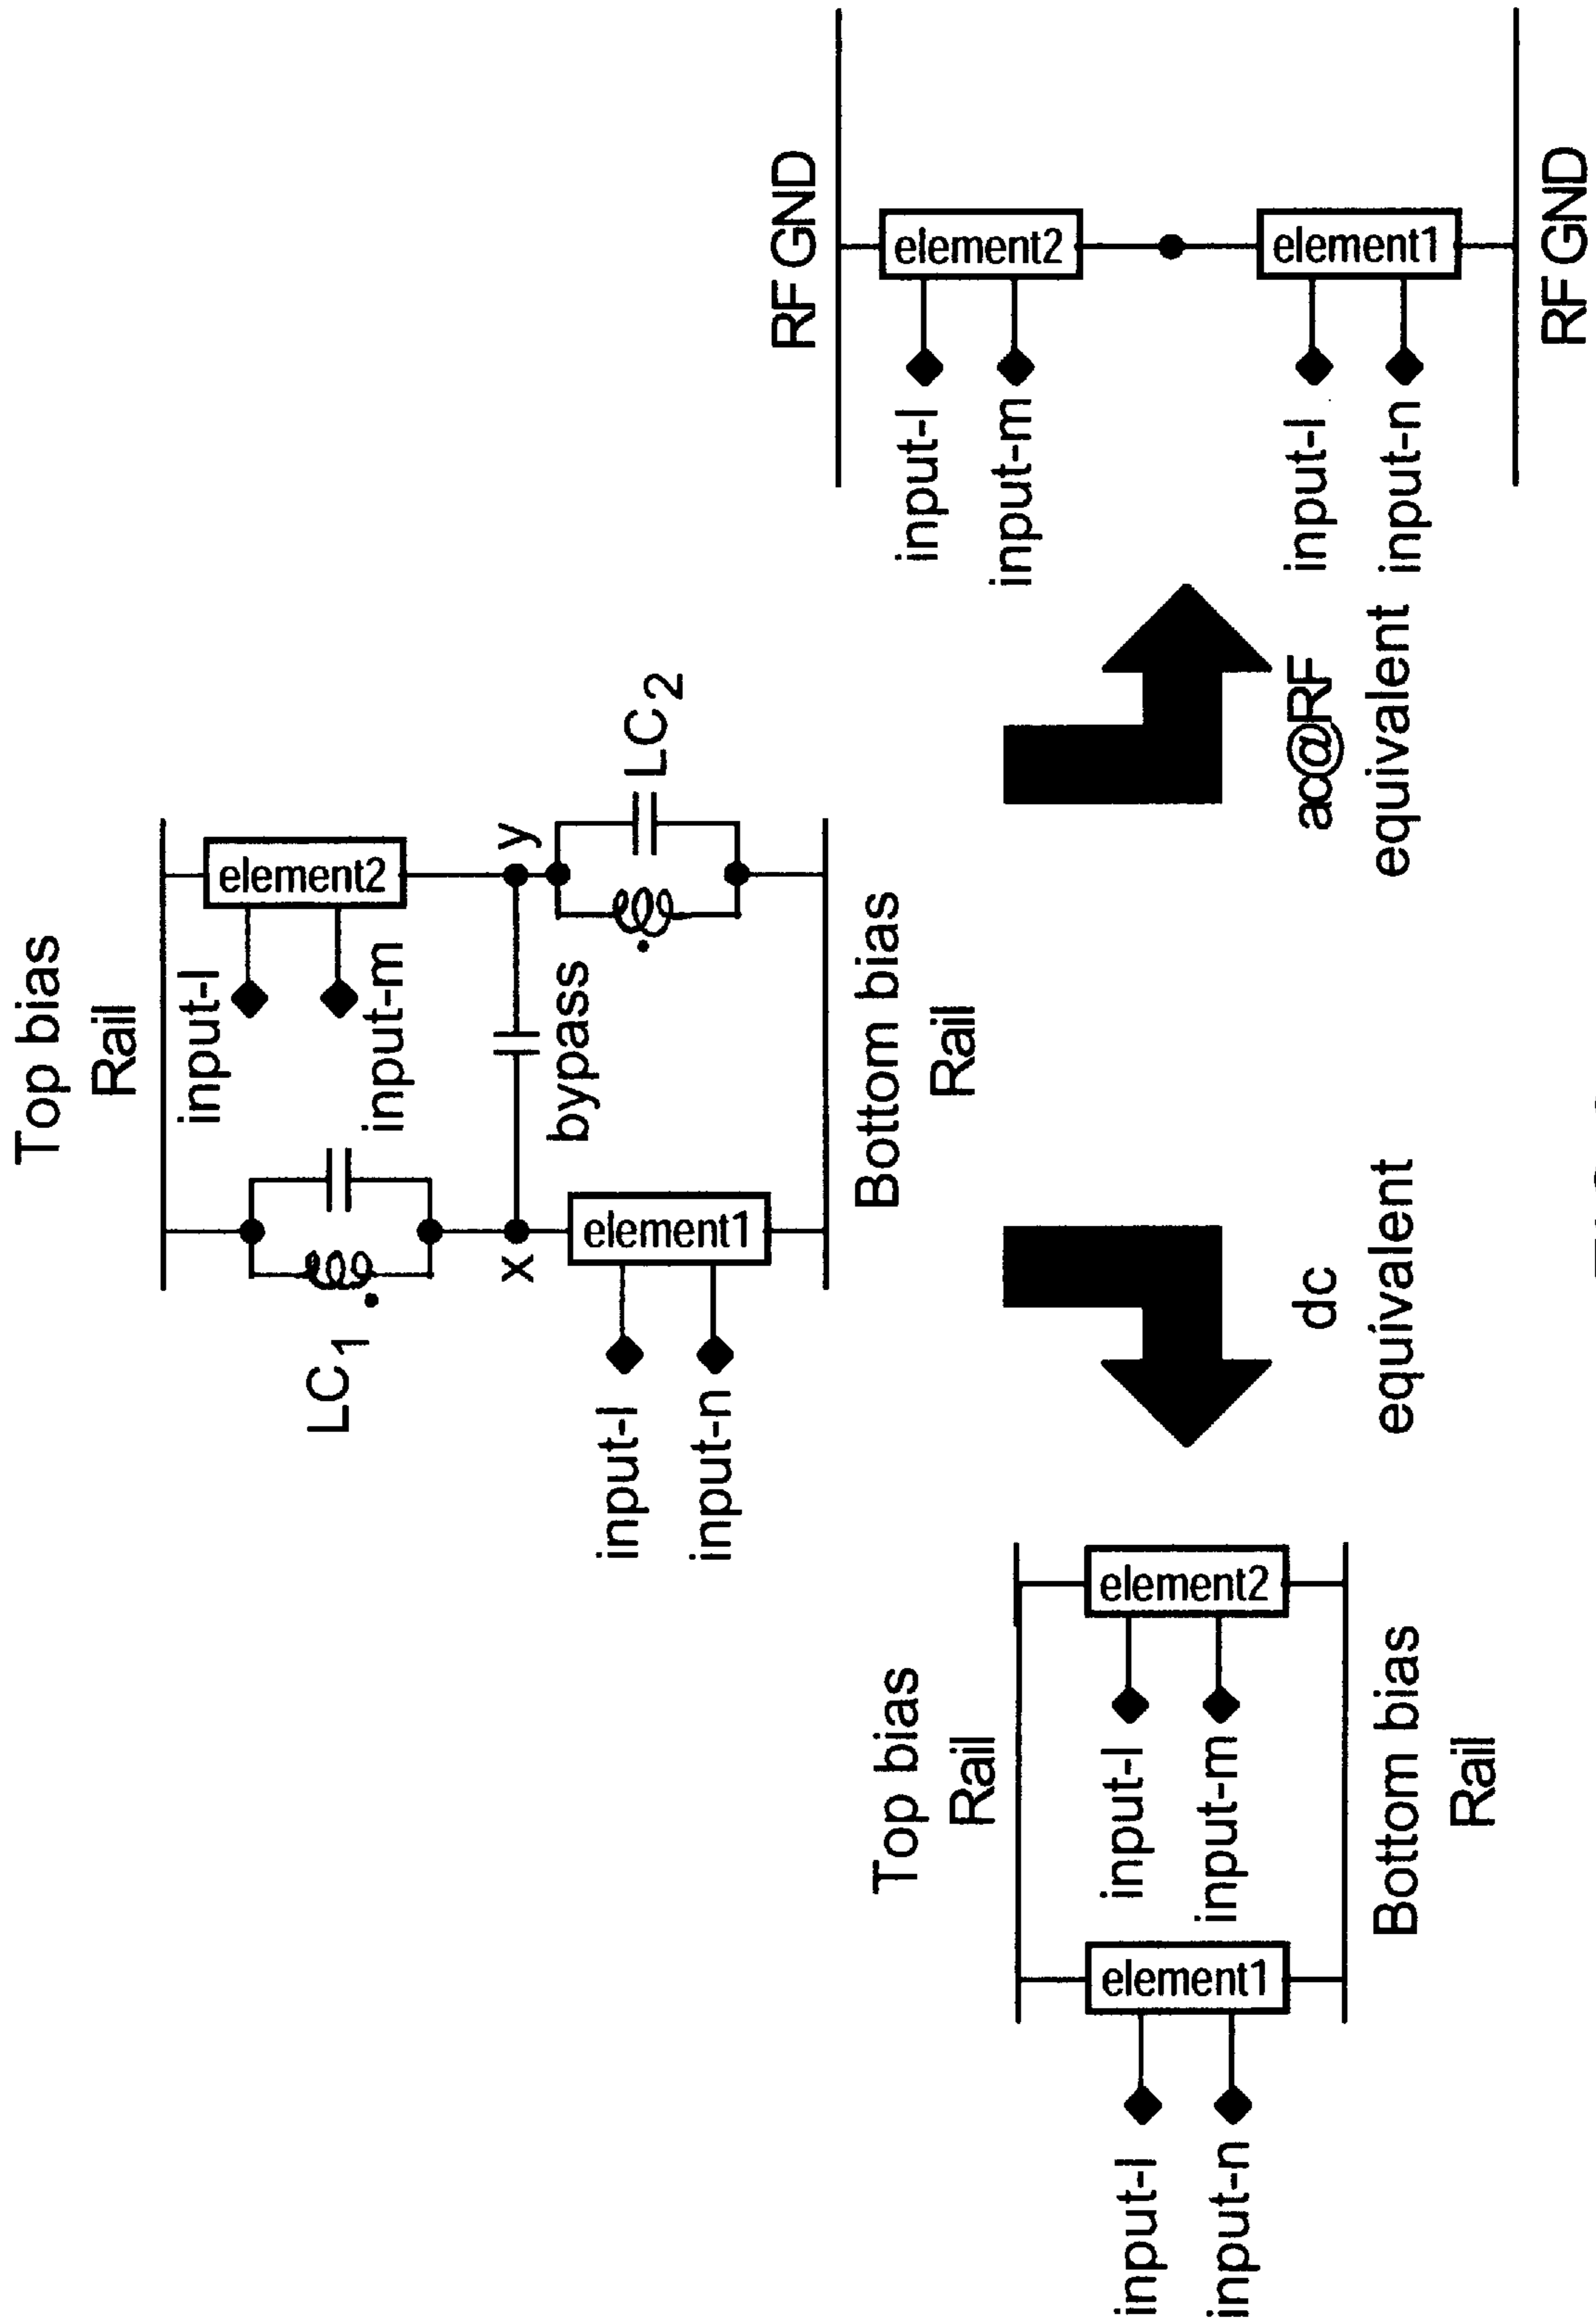 Top bias
Rail
LC1
input-l
input-m
element2
x
bypass
y
LC2
input-l
input-n
element1
Bottom bias
Rail
dc
equivalent
ac@RF
equivalent
Top bias
Rail
input-l
input-n
element1
input-l
input-m
element2
Bottom bias
Rail
RF GND
input-l
input-m
element2
input-l
input-n
element1
RF GND